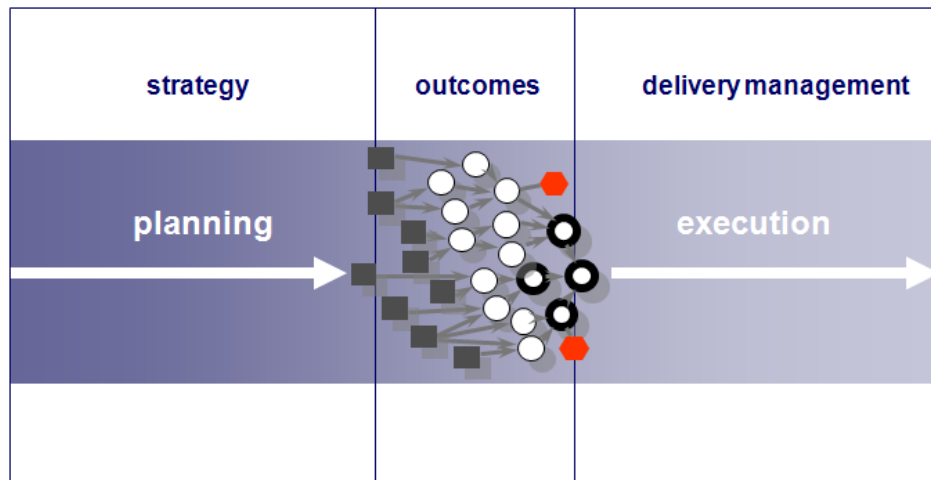 strategy
outcomes
delivery management
planning
execution